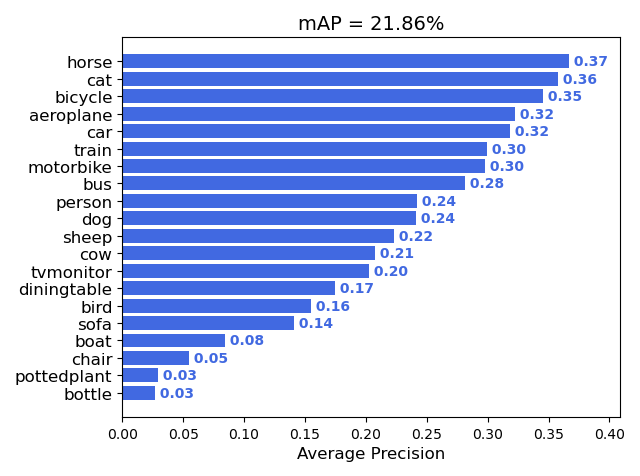 mAP = 21.86%
horse 0.37
cat 0.36
bicycle 0.35
aeroplane 0.32
car 0.32
train 0.30
motorbike 0.30
bus 0.28
person 0.24
dog 0.24
sheep 0.22
cow 0.21
tvmonitor 0.20
diningtable 0.17
bird 0.16
sofa 0.14
boat 0.08
chair 0.05
pottedplant 0.03
bottle 0.03
0.00 0.05 0.10 0.15 0.20 0.25 0.30 0.35 0.40
Average Precision